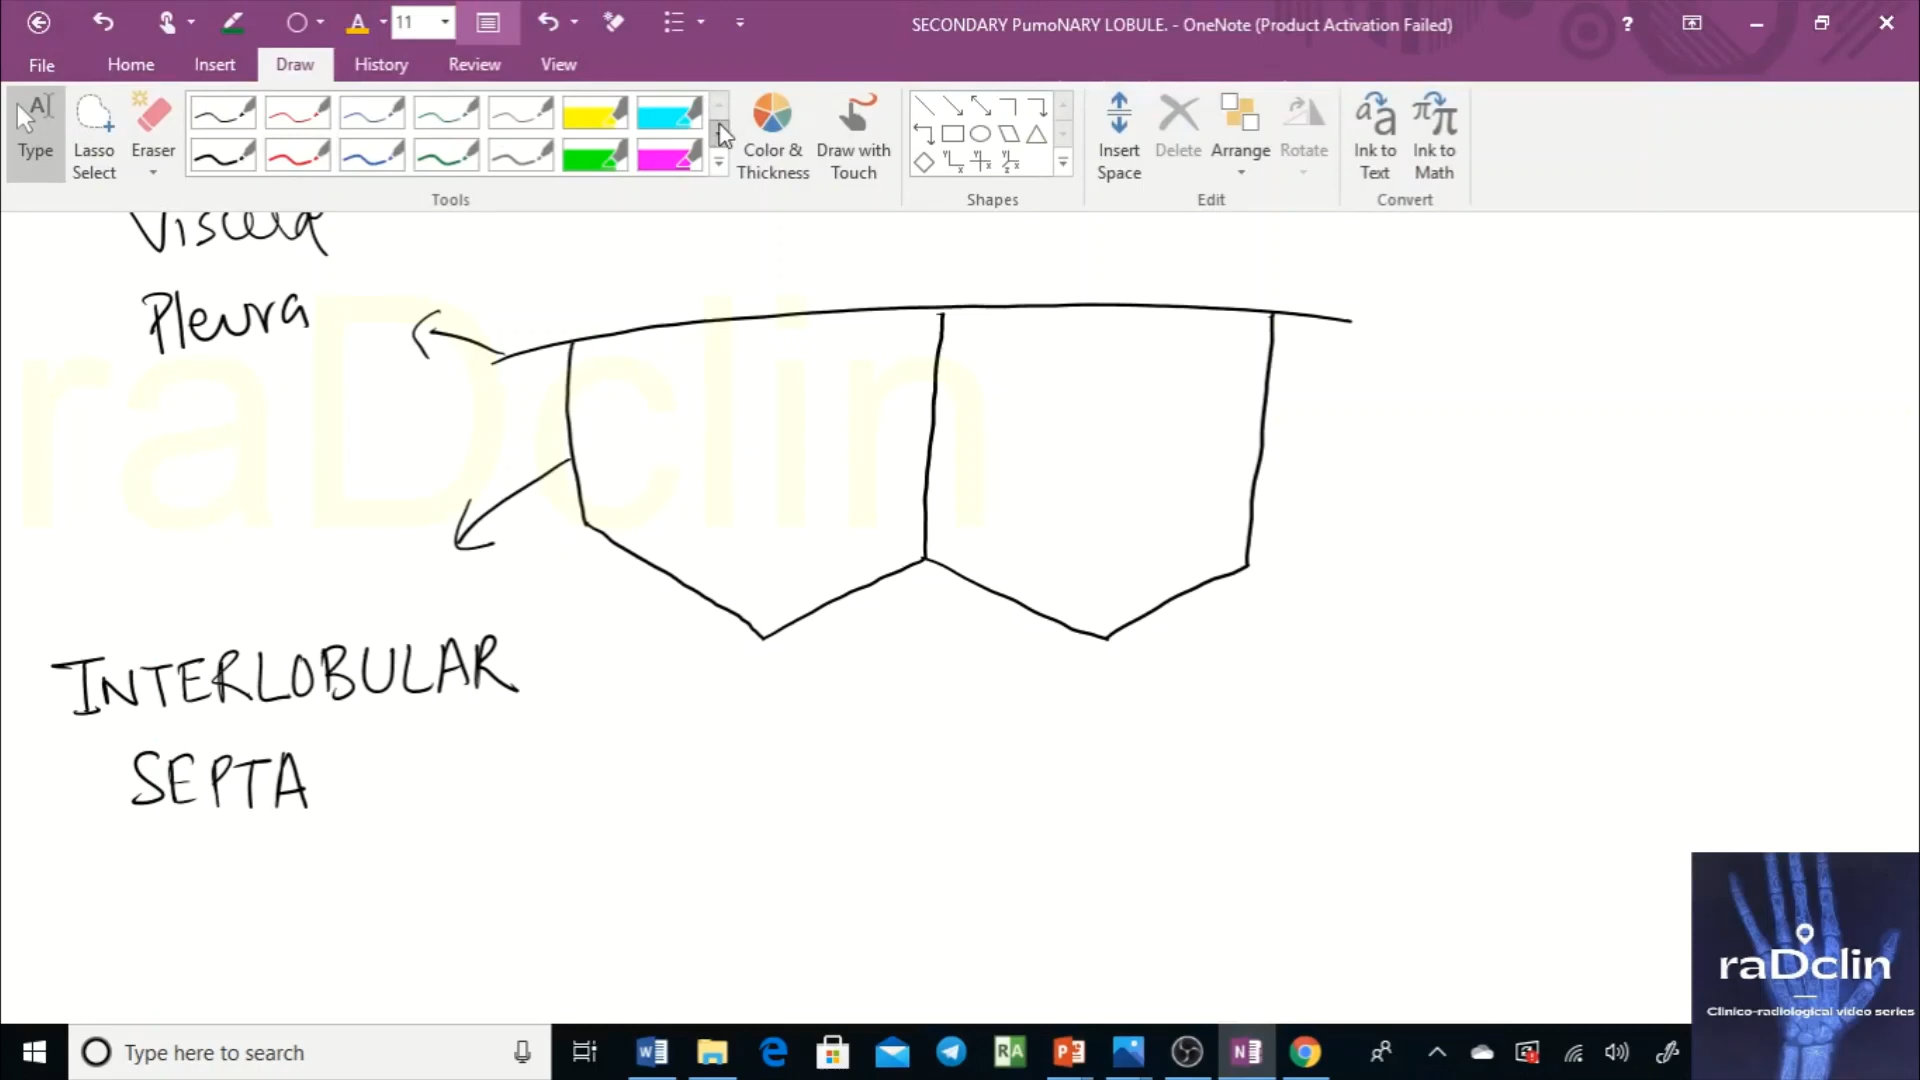 SECONDARY PumoNARY LOBULE. - OneNote (Product Activation Failed)
11
File Home Insert Draw History Review View
Type
Lasso Select
Eraser
Color & Thickness
Draw with Touch
Insert Space
Delete
Arrange
Rotate
Ink to Text
Ink to Math
Tools
Shapes
Edit
Convert
Pleura
raDclin
INTERLOBULAR
SEPTA
raDclin
Clinico-radiological video series
Type here to search